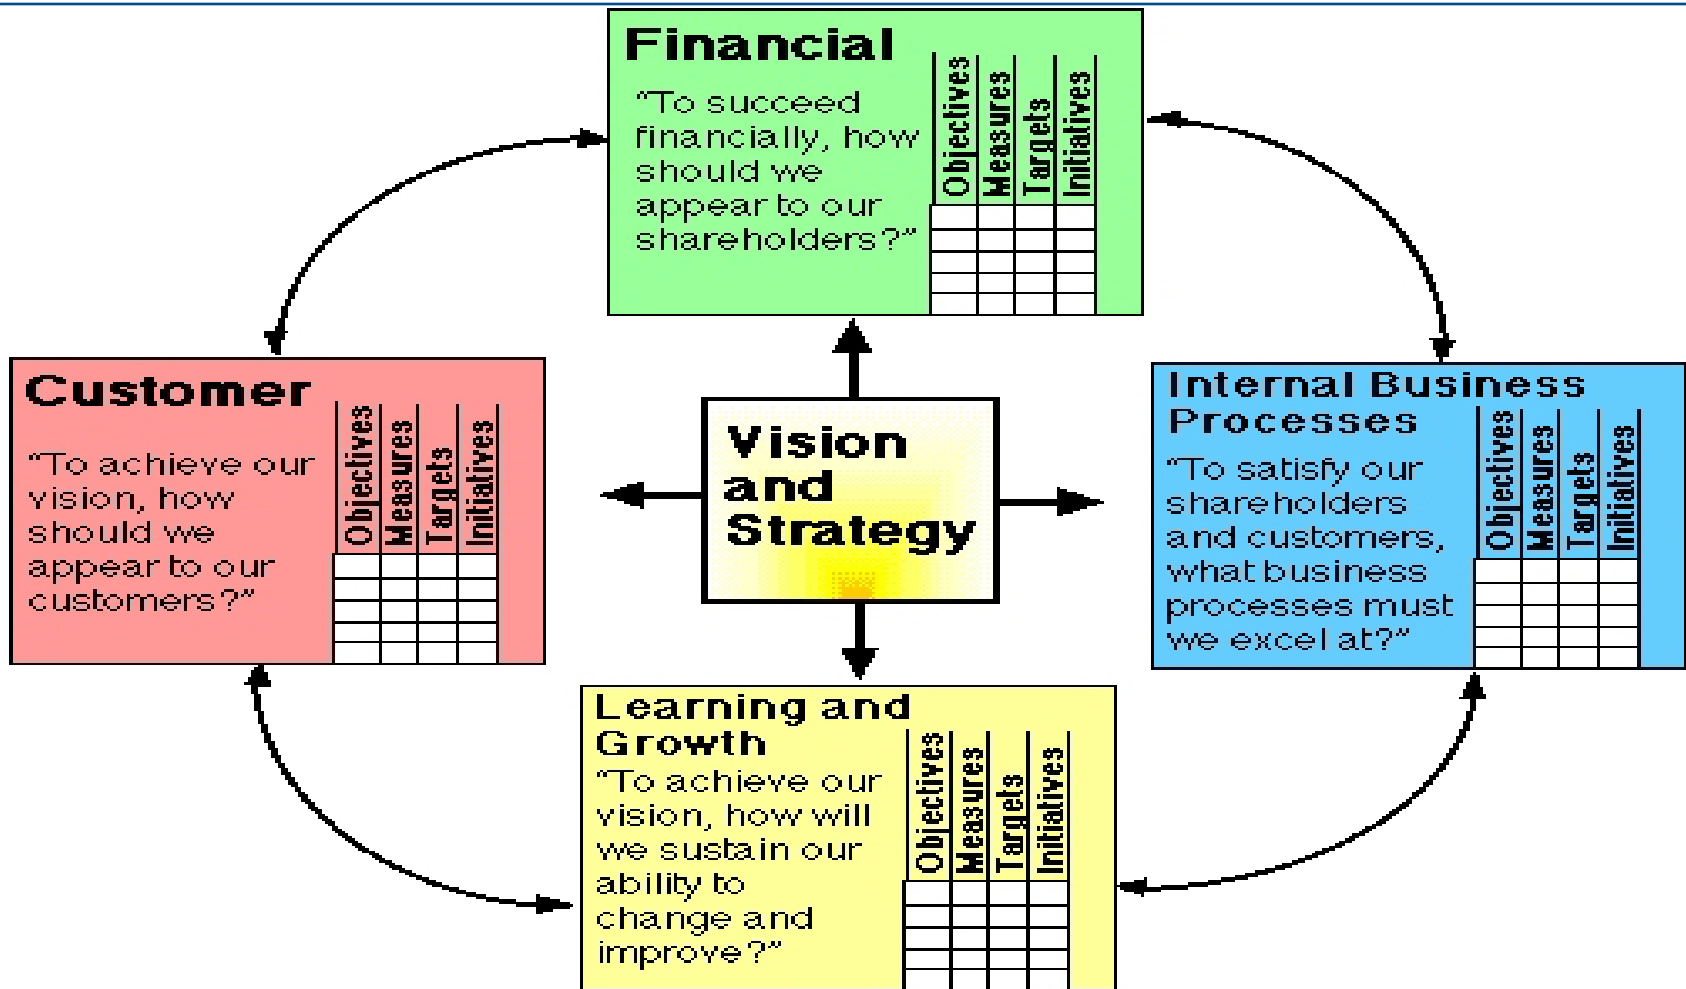 Financial
“To succeed
financially, how
should we
appear to our
shareholders?”
Objectives
Measures
Targets
Initiatives
Customer
“To achieve our
vision, how
should we
appear to our
customers?”
Objectives
Measures
Targets
Initiatives
Vision
and
Strategy
Internal Business
Processes
“To satisfy our
shareholders
and customers,
what business
processes must
we excel at?”
Objectives
Measures
Targets
Initiatives
Learning and
Growth
“To achieve our
vision, how will
we sustain our
ability to
change and
improve?”
Objectives
Measures
Targets
Initiatives